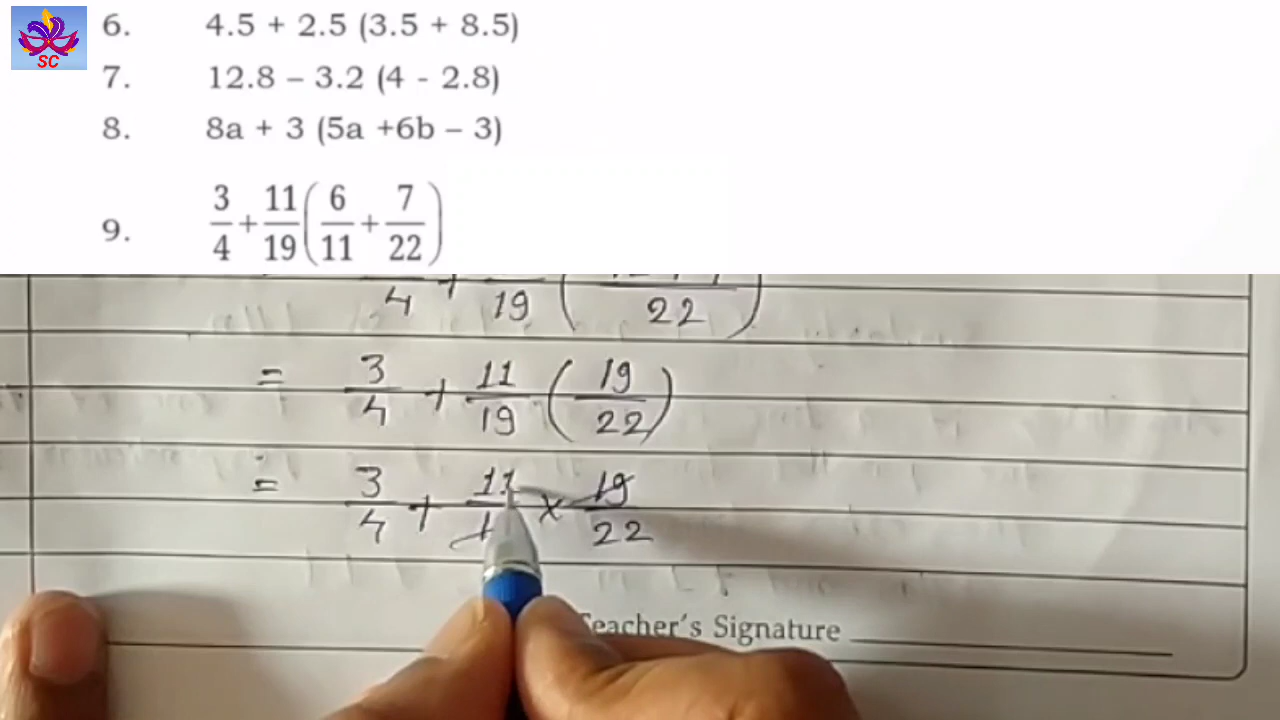 SC
6. 4.5 + 2.5 (3.5 + 8.5)
7. 12.8 – 3.2 (4 - 2.8)
8. 8a + 3 (5a +6b – 3)
9. 3/4 + 11/19 (6/11 + 7/22)
4 + 19 ( 22 )
= 3/4 + 11/19 (19/22)
= 3/4 + 11/ × 19/22
Teacher's Signature